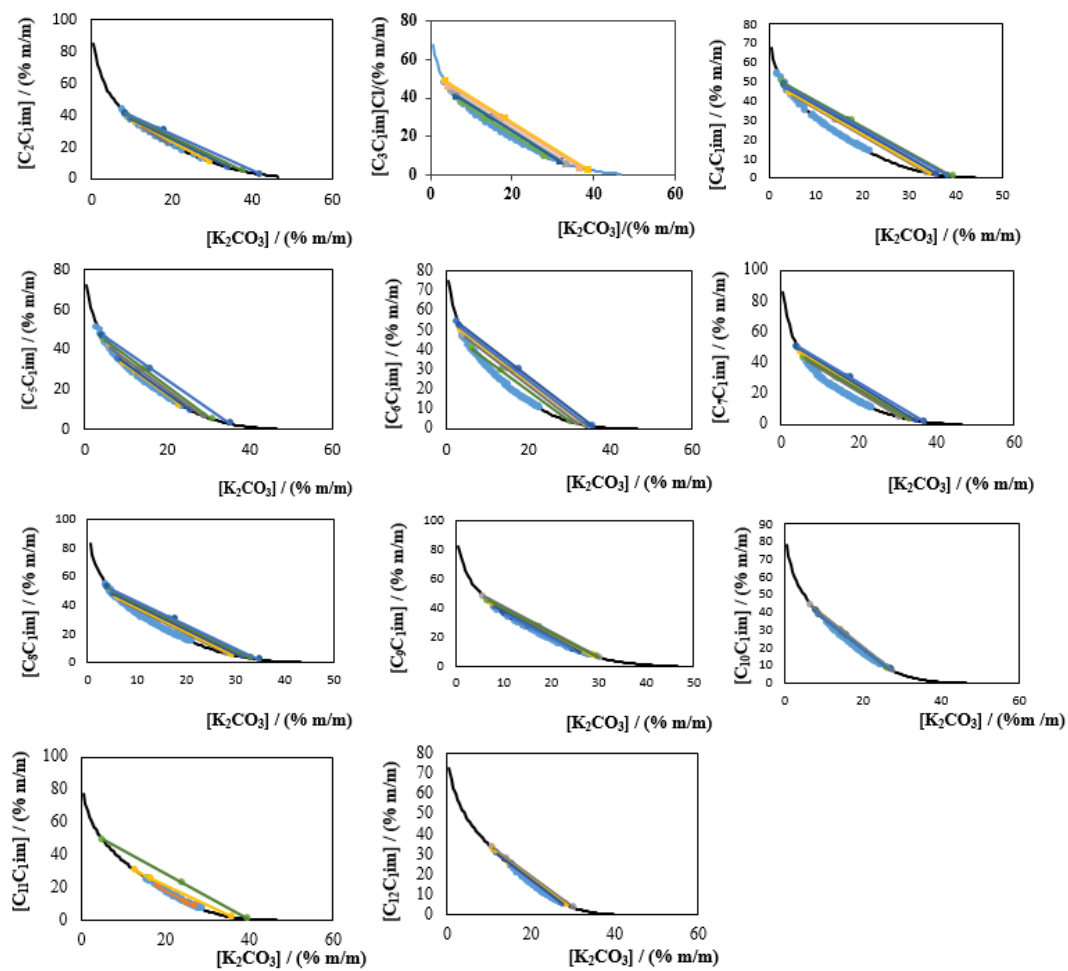 100
80
60
40
20
0
0 20 40 60
[C₂C₁im] / (% m/m)
[K₂CO₃] / (% m/m)
80
60
40
20
0
0 20 40 60
[C₃C₁im]Cl/(% m/m)
[K₂CO₃]/(% m/m)
80
70
60
50
40
30
20
10
0
0 10 20 30 40 50
[C₄C₁im] / (% m/m)
[K₂CO₃] / (% m/m)
80
60
40
20
0
0 20 40 60
[C₅C₁im] / (% m/m)
[K₂CO₃] / (% m/m)
80
70
60
50
40
30
20
10
0
0 20 40 60
[C₆C₁im] / (% m/m)
[K₂CO₃] / (% m/m)
100
80
60
40
20
0
0 20 40 60
[C₇C₁im] / (% m/m)
[K₂CO₃] / (% m/m)
100
80
60
40
20
0
0 10 20 30 40 50
[C₈C₁im] / (% m/m)
[K₂CO₃] / (% m/m)
100
80
60
40
20
0
0 10 20 30 40 50
[C₉C₁im] / (% m/m)
[K₂CO₃] / (% m/m)
90
80
70
60
50
40
30
20
10
0
0 20 40 60
[C₁₀C₁im] / (% m/m)
[K₂CO₃] / (%m /m)
100
80
60
40
20
0
0 20 40 60
[C₁₁C₁im] / (% m/m)
[K₂CO₃] / (% m/m)
80
70
60
50
40
30
20
10
0
0 20 40 60
[C₁₂C₁im] / (% m/m)
[K₂CO₃] / (% m/m)